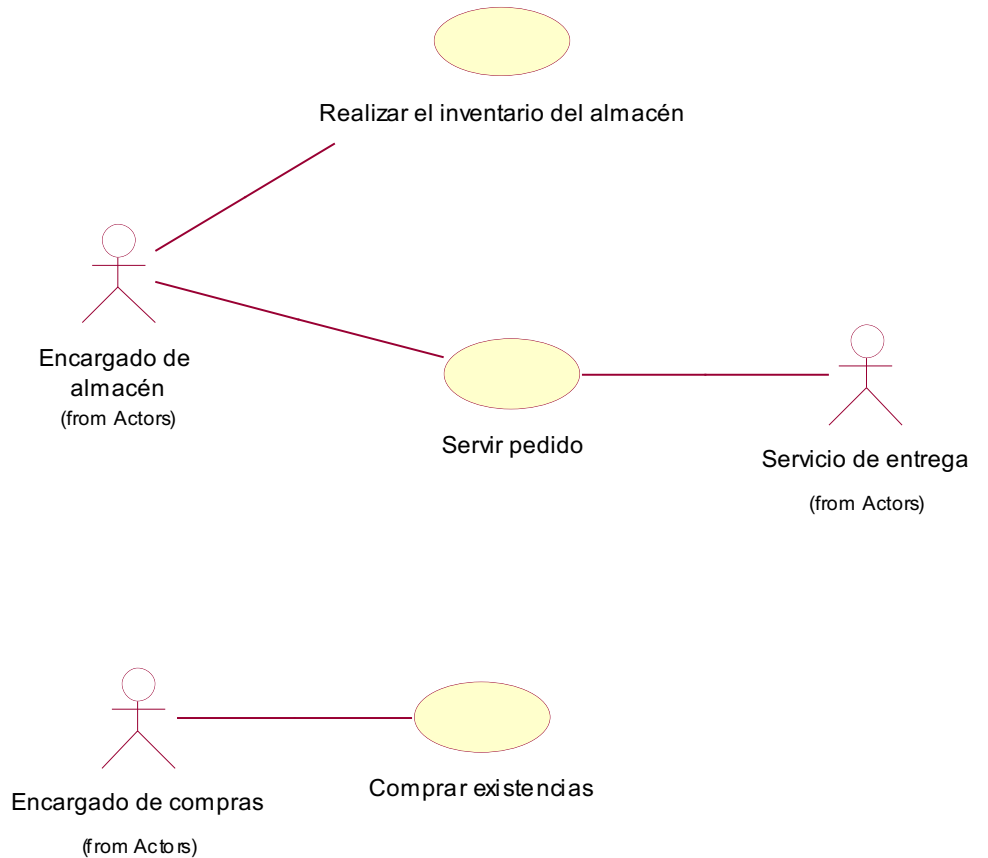 Realizar el inventario del almacén
Encargado de
almacén
(from Actors)
Servir pedido
Servicio de entrega
(from Actors)
Encargado de compras
(from Actors)
Comprar existencias